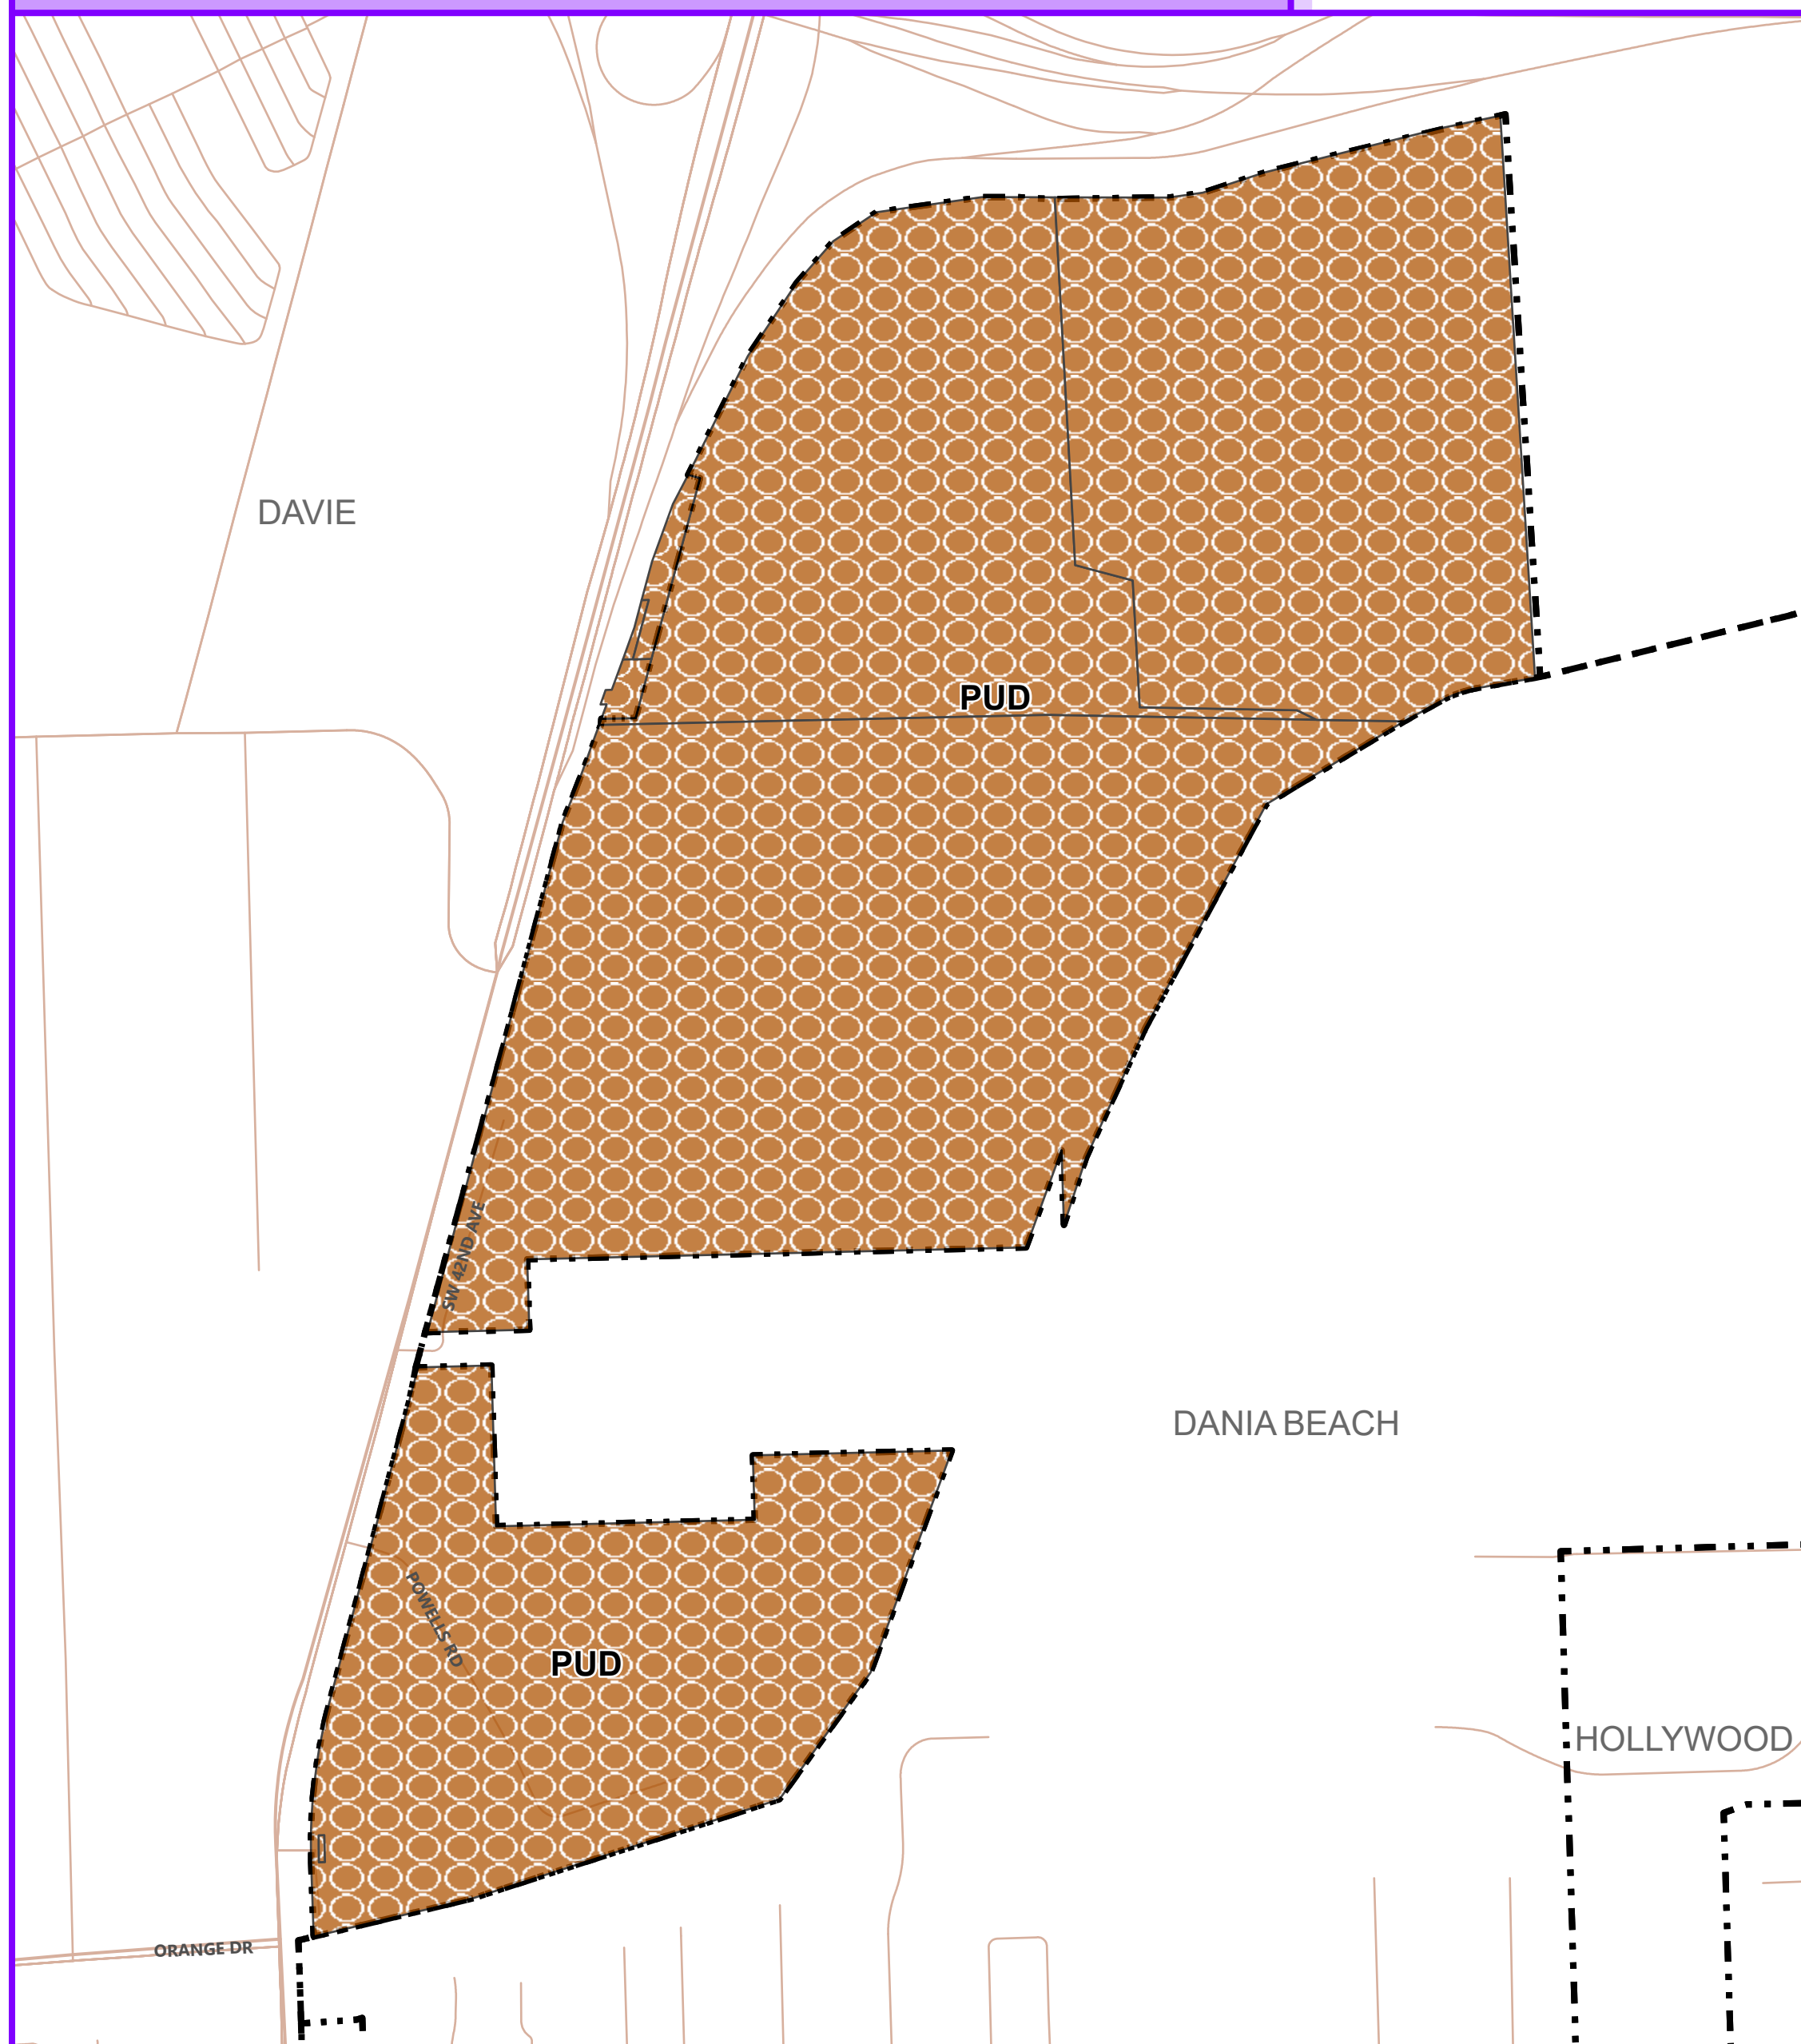 DAVIE
PUD
SW 42ND AVE
DANIA BEACH
POWELLS RD
PUD
HOLLYWOOD
ORANGE DR